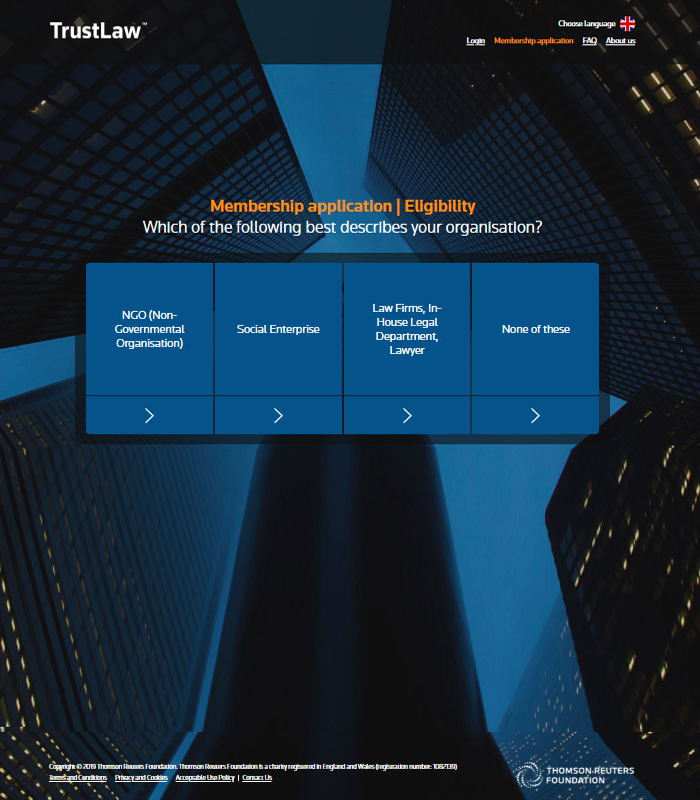 TrustLaw™
Choose language
Login Membership application FAQ About us
Membership application | Eligibility
Which of the following best describes your organisation?
NGO (Non-
Governmental
Organisation)
Social Enterprise
Law Firms, In-
House Legal
Department,
Lawyer
None of these
Copyright © 2019 Thomson Reuters Foundation. Thomson Reuters Foundation is a charity registered in England and Wales (registration number: 1082139)
Terms and Conditions Privacy and Cookies Acceptable Use Policy | Contact Us
THOMSON REUTERS
FOUNDATION